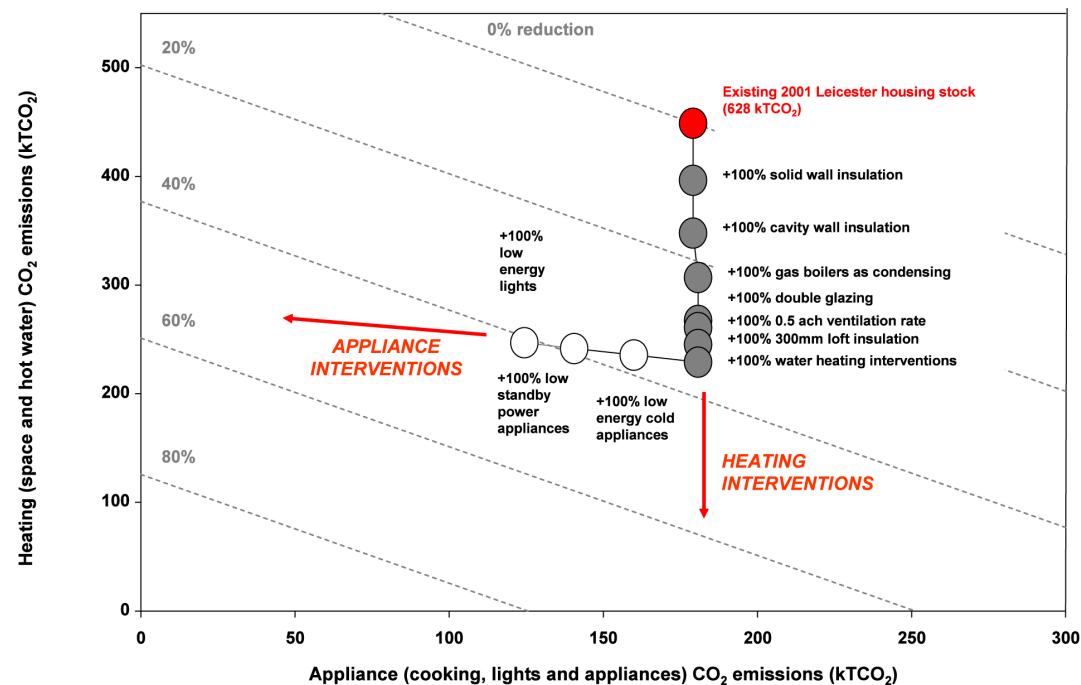 0% reduction
20%
500
Existing 2001 Leicester housing stock
(628 kTCO₂)
400
40%
+100% solid wall insulation
+100% cavity wall insulation
+100%
low
energy
lights
300
+100% gas boilers as condensing
+100% double glazing
+100% 0.5 ach ventilation rate
+100% 300mm loft insulation
+100% water heating interventions
60%
APPLIANCE
INTERVENTIONS
200
+100% low
standby
power
appliances
+100% low
energy cold
appliances
80%
HEATING
INTERVENTIONS
100
0
0
50
100
150
200
250
300
Heating (space and hot water) CO₂ emissions (kTCO₂)
Appliance (cooking, lights and appliances) CO₂ emissions (kTCO₂)